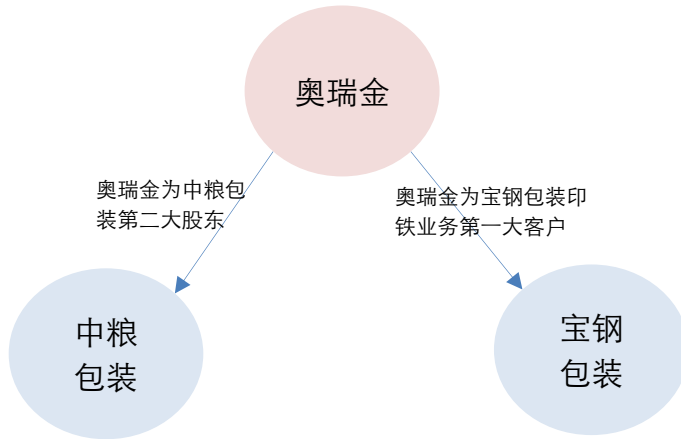 奥瑞金
奥瑞金为中粮包
装第二大股东
奥瑞金为宝钢包装印
铁业务第一大客户
中粮
包装
宝钢
包装